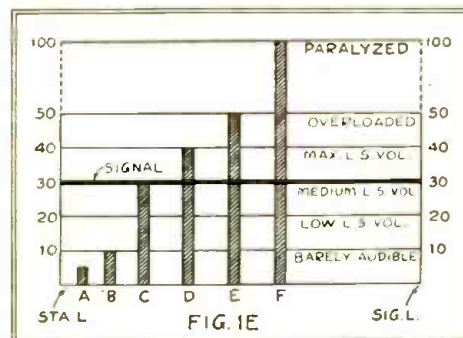 100 PARALYZED 100
50 OVERLOADED 50
40 MAX. L S. VOL. 40
SIGNAL
30 MEDIUM L S VOL 30
20 LOW L S. VOL. 20
10 BARELY AUDIBLE 10
A B C D E F
STA L SIG. L.
FIG. 1E